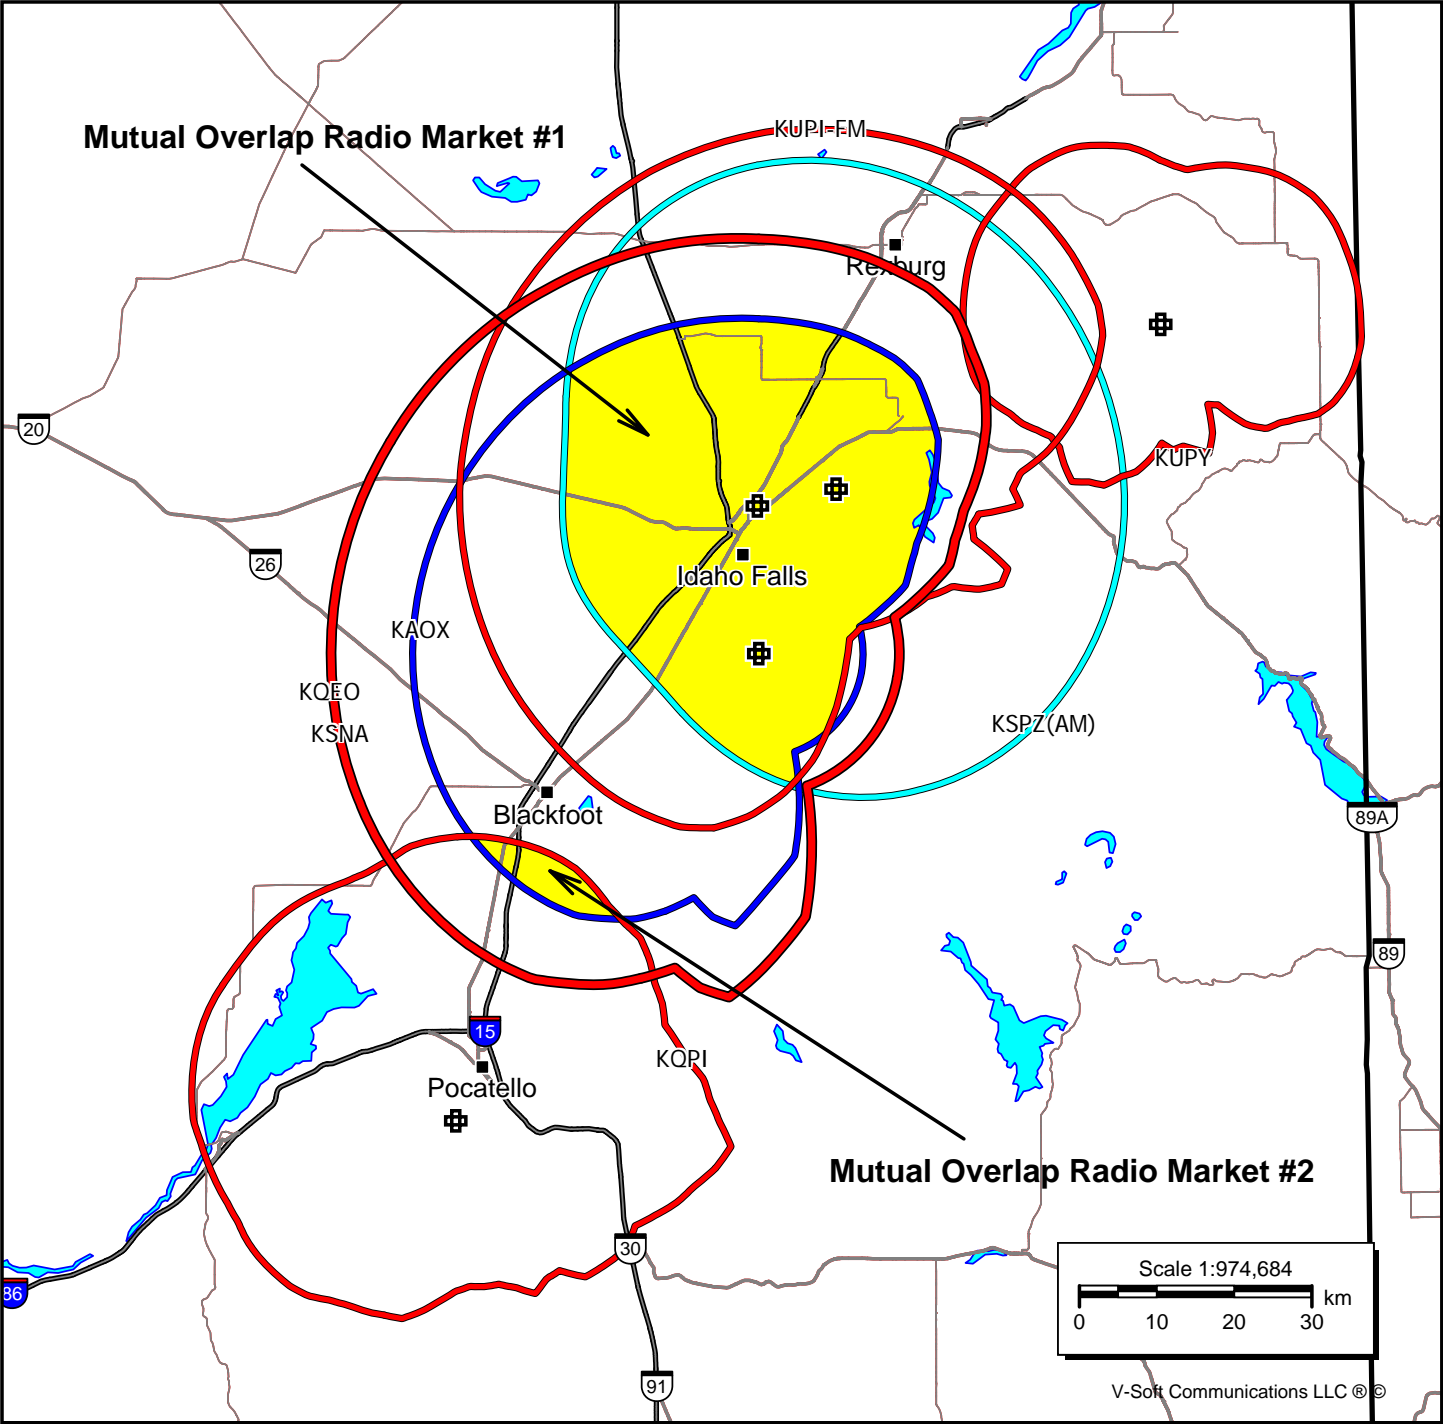 KUPI-FM
Mutual Overlap Radio Market #1
Rexburg
20
KUPY
26
Idaho Falls
KAOX
KQEO
KSNA
KSPZ(AM)
Blackfoot
89A
89
15
KQPI
Pocatello
Mutual Overlap Radio Market #2
30
86
Scale 1:974,684
km
0 10 20 30
91
V-Soft Communications LLC ® ©